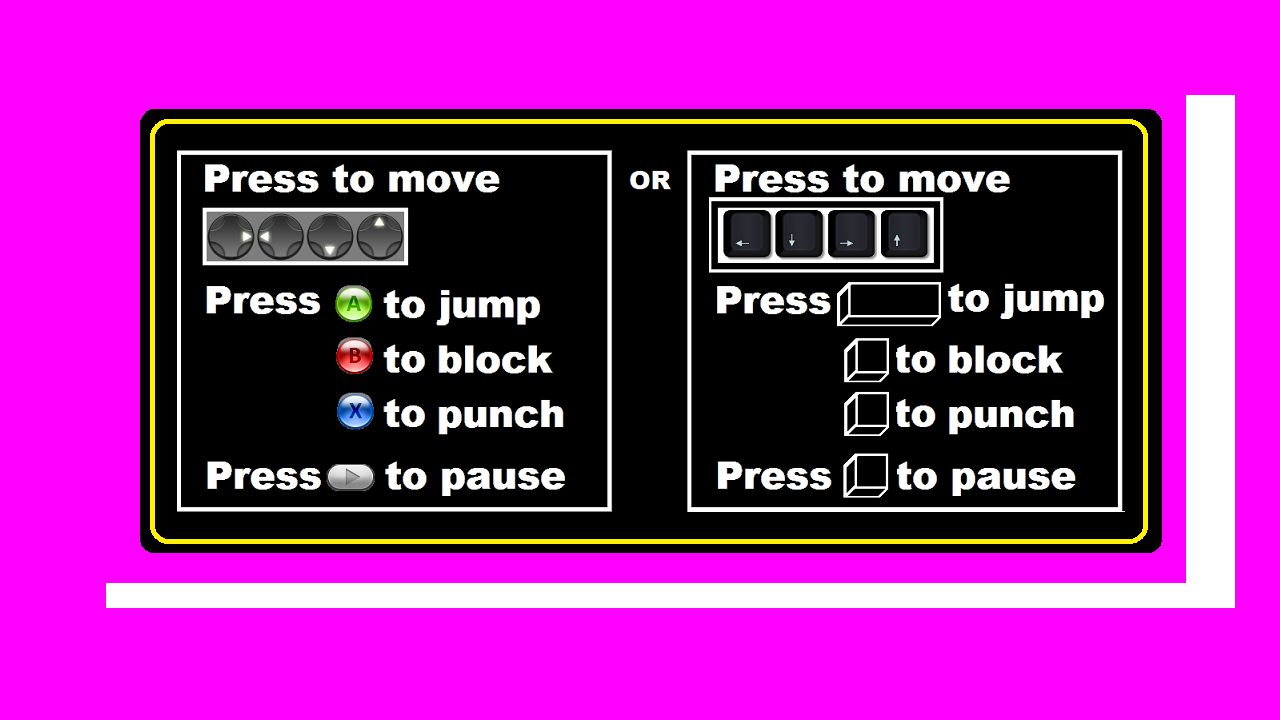 Press to move
Press A to jump
B to block
X to punch
Press to pause
OR
Press to move
← ↓ → ↑
Press to jump
to block
to punch
Press to pause